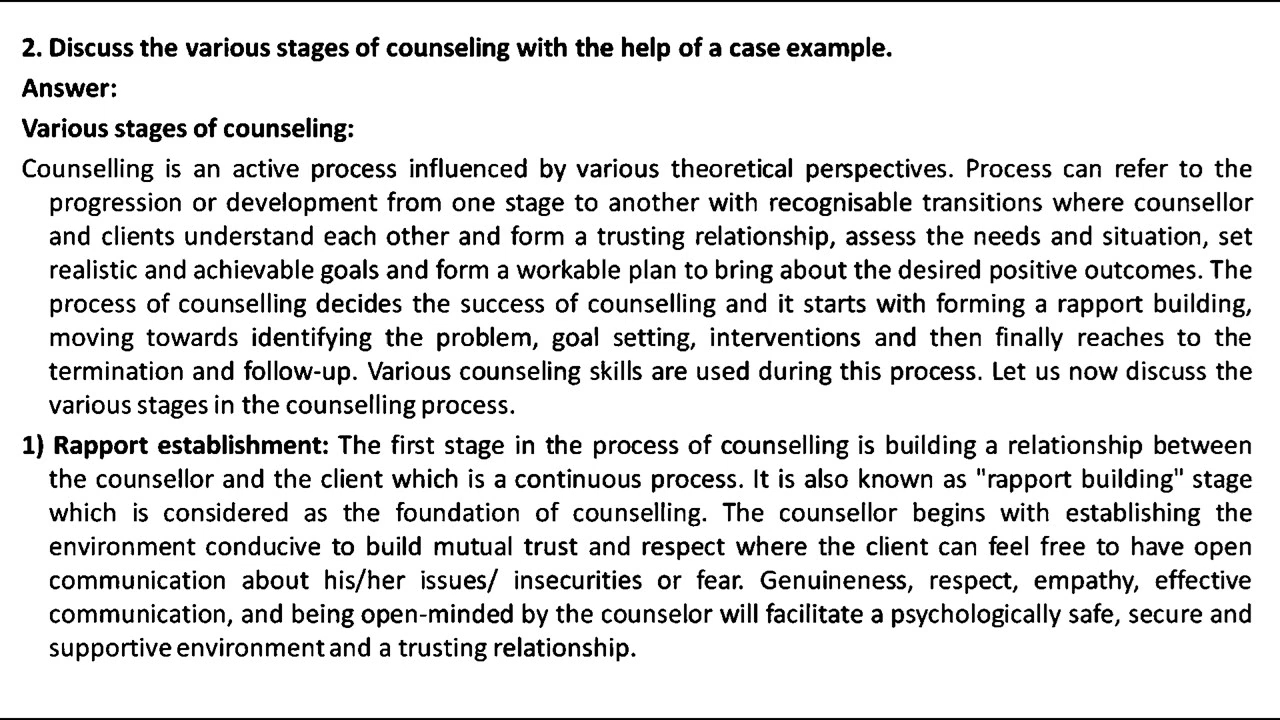 2. Discuss the various stages of counseling with the help of a case example.
Answer:
Various stages of counseling:
Counselling is an active process influenced by various theoretical perspectives. Process can refer to the
progression or development from one stage to another with recognisable transitions where counsellor
and clients understand each other and form a trusting relationship, assess the needs and situation, set
realistic and achievable goals and form a workable plan to bring about the desired positive outcomes. The
process of counselling decides the success of counselling and it starts with forming a rapport building,
moving towards identifying the problem, goal setting, interventions and then finally reaches to the
termination and follow-up. Various counseling skills are used during this process. Let us now discuss the
various stages in the counselling process.
1) Rapport establishment: The first stage in the process of counselling is building a relationship between
the counsellor and the client which is a continuous process. It is also known as "rapport building" stage
which is considered as the foundation of counselling. The counsellor begins with establishing the
environment conducive to build mutual trust and respect where the client can feel free to have open
communication about his/her issues/ insecurities or fear. Genuineness, respect, empathy, effective
communication, and being open-minded by the counselor will facilitate a psychologically safe, secure and
supportive environment and a trusting relationship.